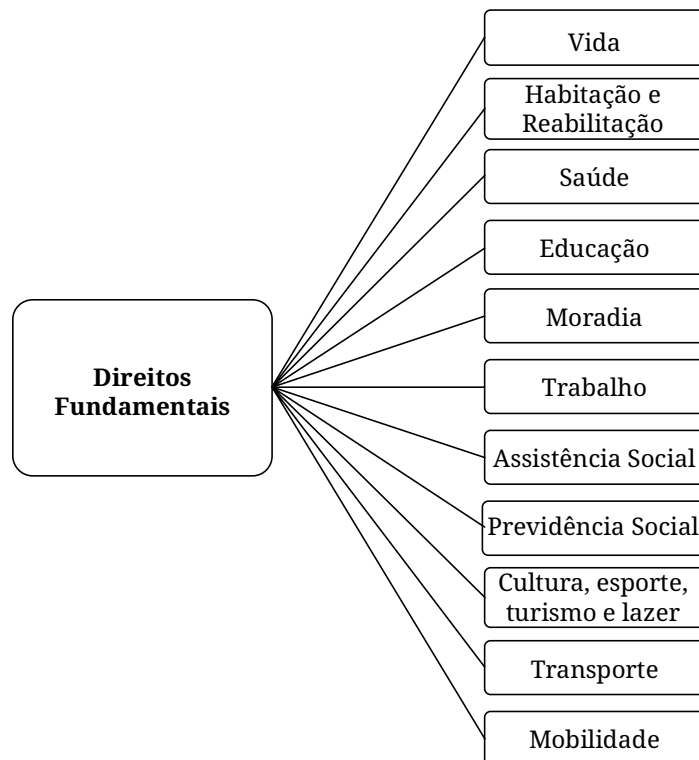 Direitos
Fundamentais
Vida
Habitação e
Reabilitação
Saúde
Educação
Moradia
Trabalho
Assistência Social
Previdência Social
Cultura, esporte,
turismo e lazer
Transporte
Mobilidade